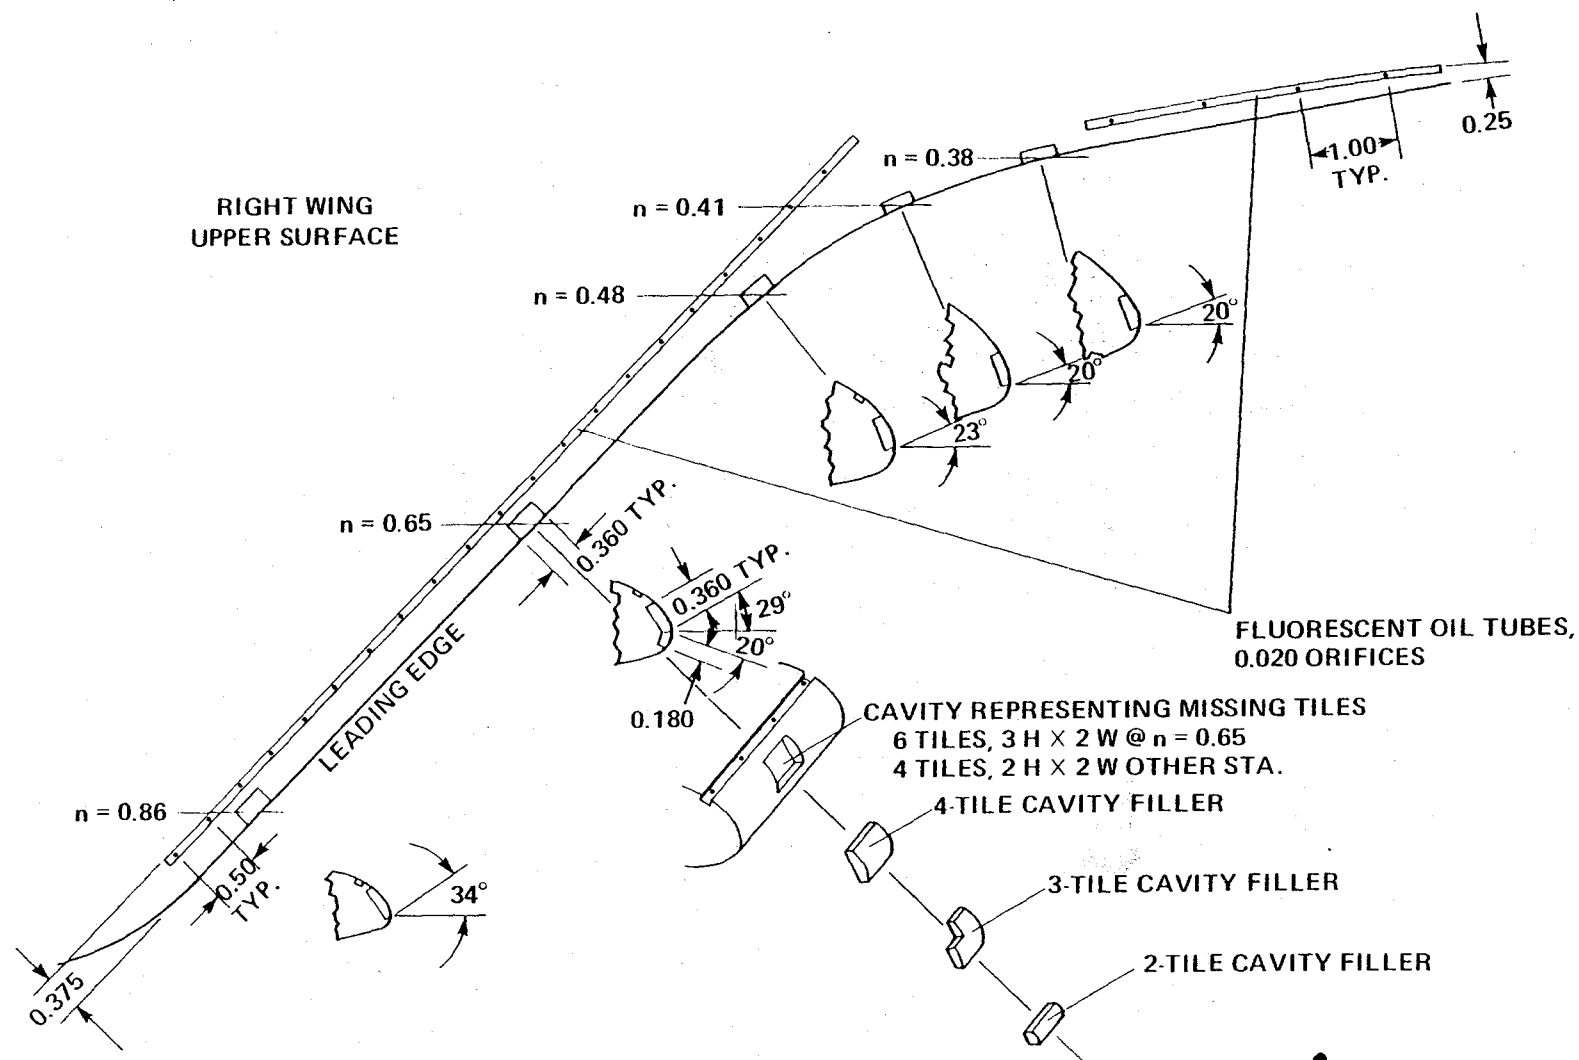 0.25
1.00
TYP.
n = 0.38
RIGHT WING
UPPER SURFACE
n = 0.41
n = 0.48
20°
20°
23°
n = 0.65
0.360 TYP.
0.360 TYP.
29°
20°
0.180
LEADING EDGE
FLUORESCENT OIL TUBES,
0.020 ORIFICES
CAVITY REPRESENTING MISSING TILES
6 TILES, 3 H X 2 W @ n = 0.65
4 TILES, 2 H X 2 W OTHER STA.
4-TILE CAVITY FILLER
n = 0.86
0.50
TYP.
34°
3-TILE CAVITY FILLER
2-TILE CAVITY FILLER
0.375